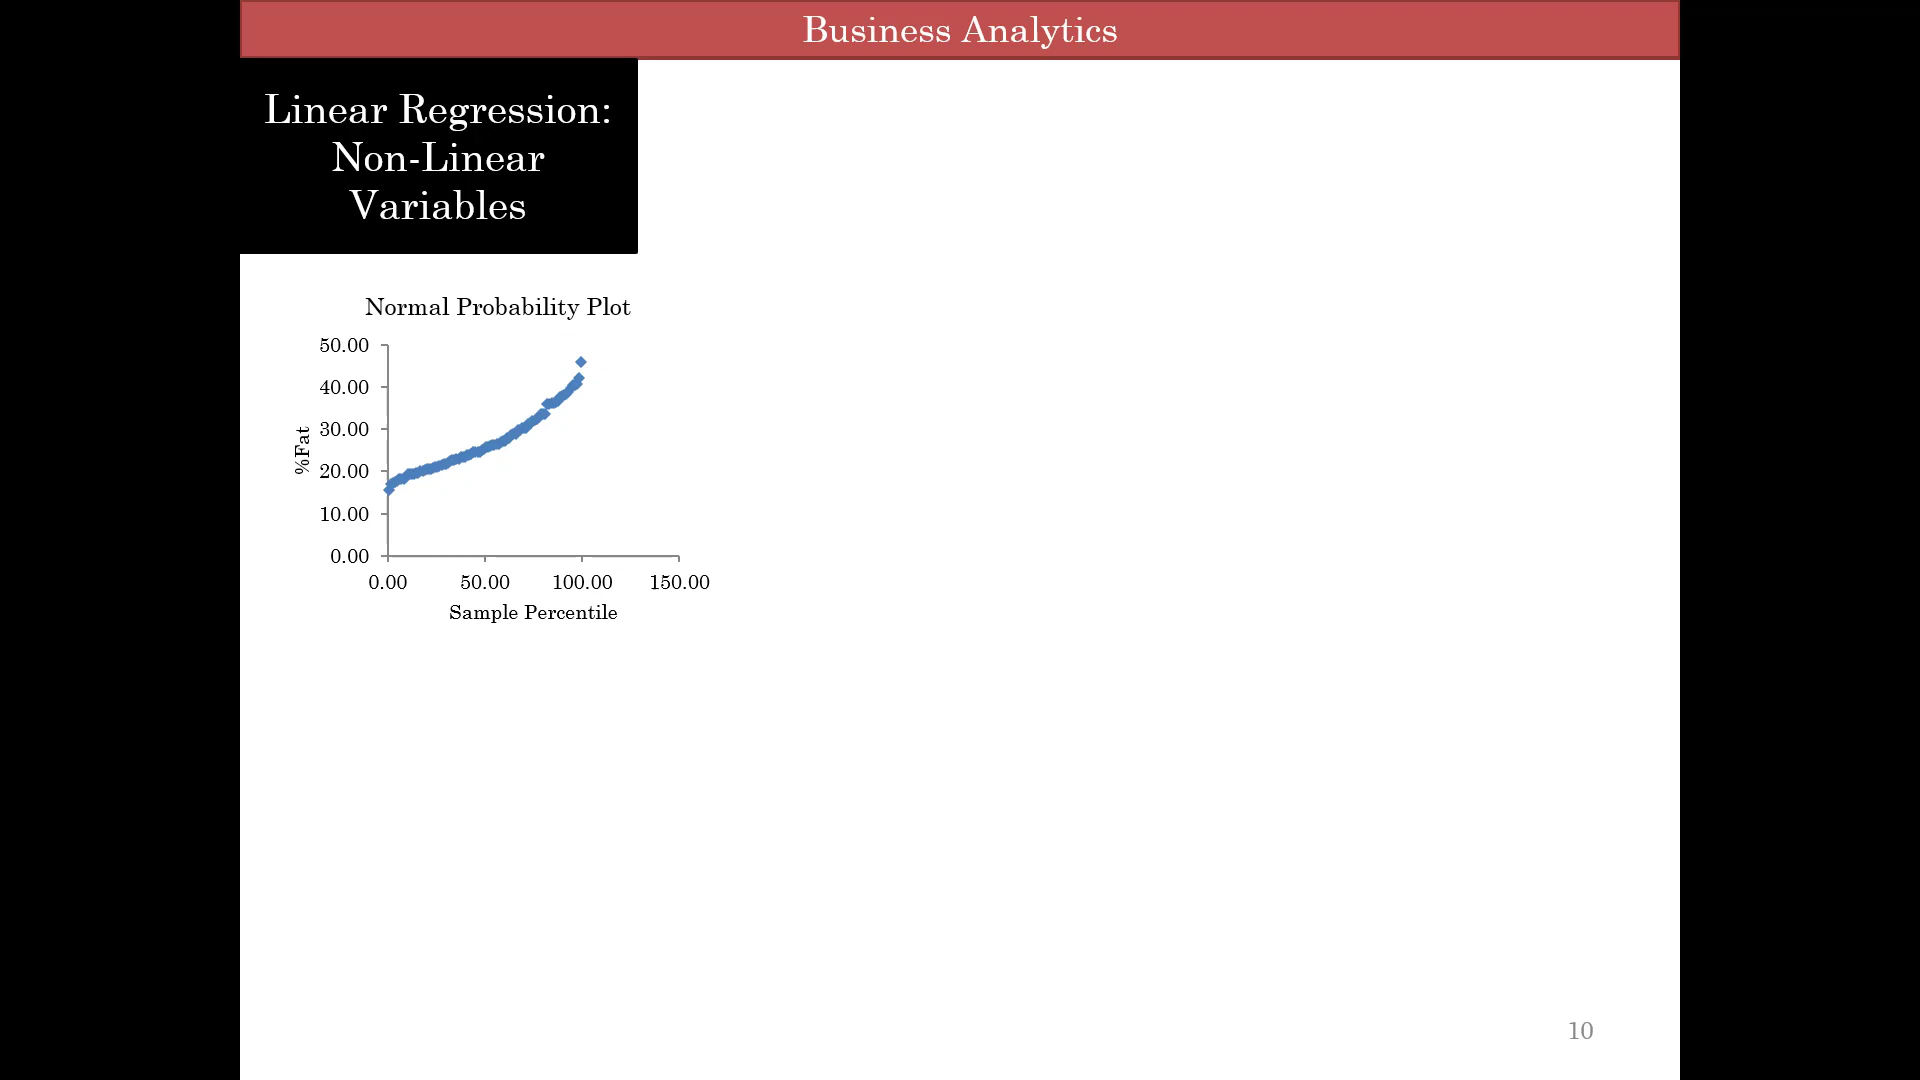 Business Analytics
Linear Regression:
Non-Linear
Variables
Normal Probability Plot
50.00
40.00
30.00
20.00
10.00
0.00
%Fat
0.00 50.00 100.00 150.00
Sample Percentile
10